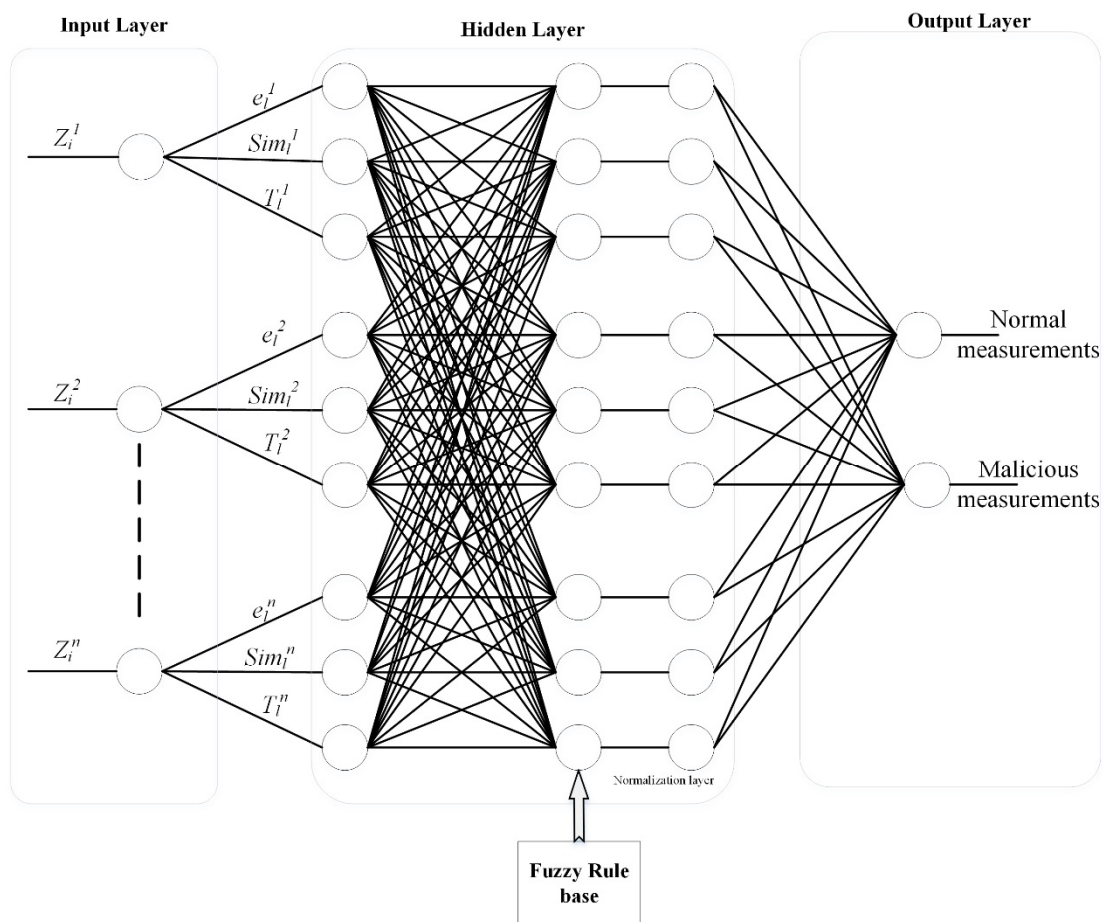 Input Layer
Hidden Layer
Output Layer
e_l^1
Z_i^1
Sim_l^1
T_l^1
e_l^2
Normal
measurements
Z_i^2
Sim_l^2
T_l^2
Malicious
measurements
e_l^n
Z_i^n
Sim_l^n
T_l^n
Normalization layer
Fuzzy Rule
base